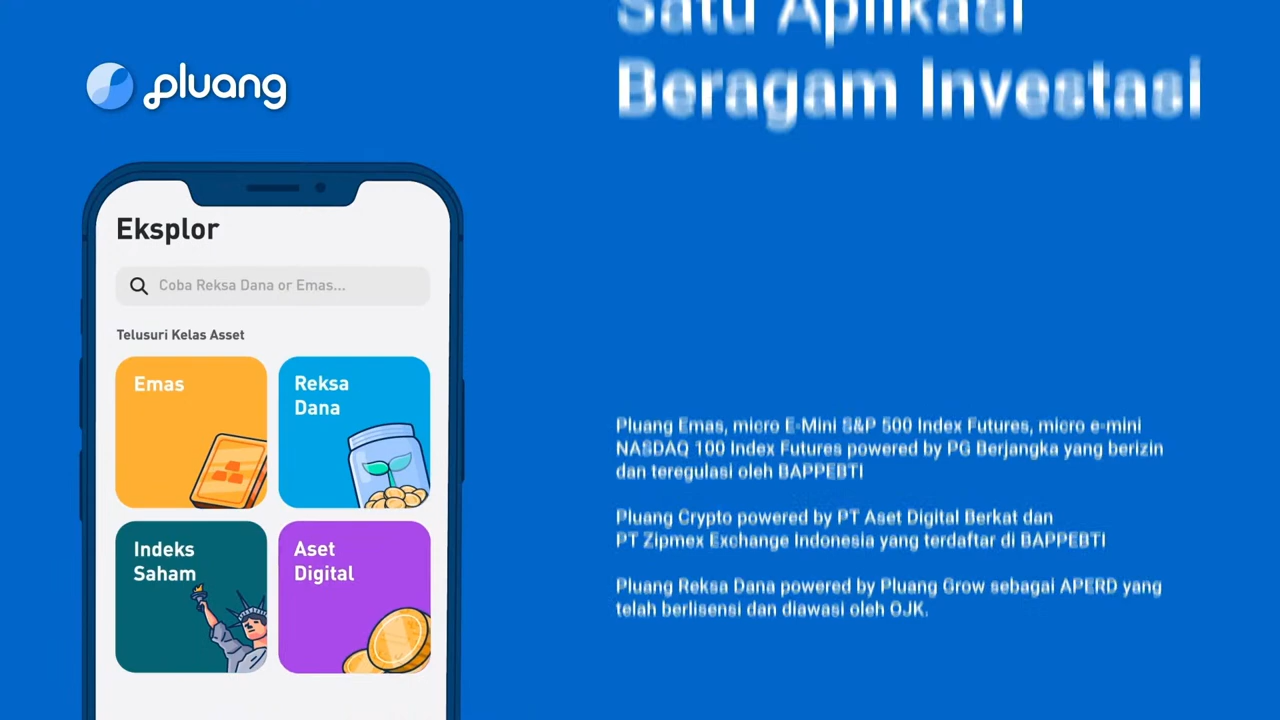 pluang
Satu Aplikasi
Beragam Investasi
Eksplor
Coba Reksa Dana or Emas...
Telusuri Kelas Asset
Emas
Reksa
Dana
Indeks
Saham
Aset
Digital
Pluang Emas, micro E-Mini S&P 500 Index Futures, micro e-mini
NASDAQ 100 Index Futures powered by PG Berjangka yang berizin
dan teregulasi oleh BAPPEBTI
Pluang Crypto powered by PT Aset Digital Berkat dan
PT Zipmex Exchange Indonesia yang terdaftar di BAPPEBTI
Pluang Reksa Dana powered by Pluang Grow sebagai APERD yang
telah berlisensi dan diawasi oleh OJK.